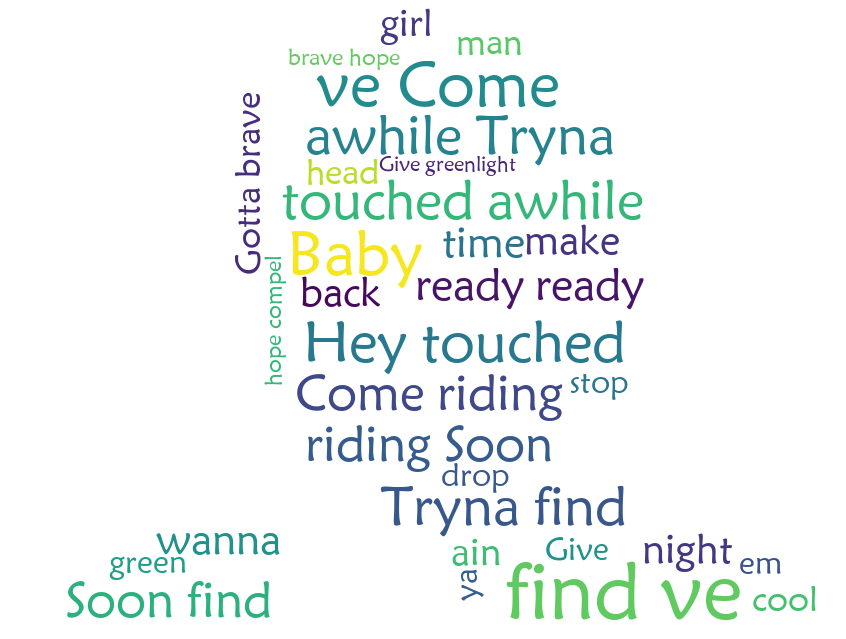 girl
man
brave hope
ve Come
Gotta brave
awhile Tryna
Give greenlight
head
touched awhile
Baby
time
make
hope compel
back
ready ready
Hey touched
Come riding
stop
riding Soon
drop
Tryna find
wanna
green
ain
Give
night
em
ya
Soon find
find ve
cool